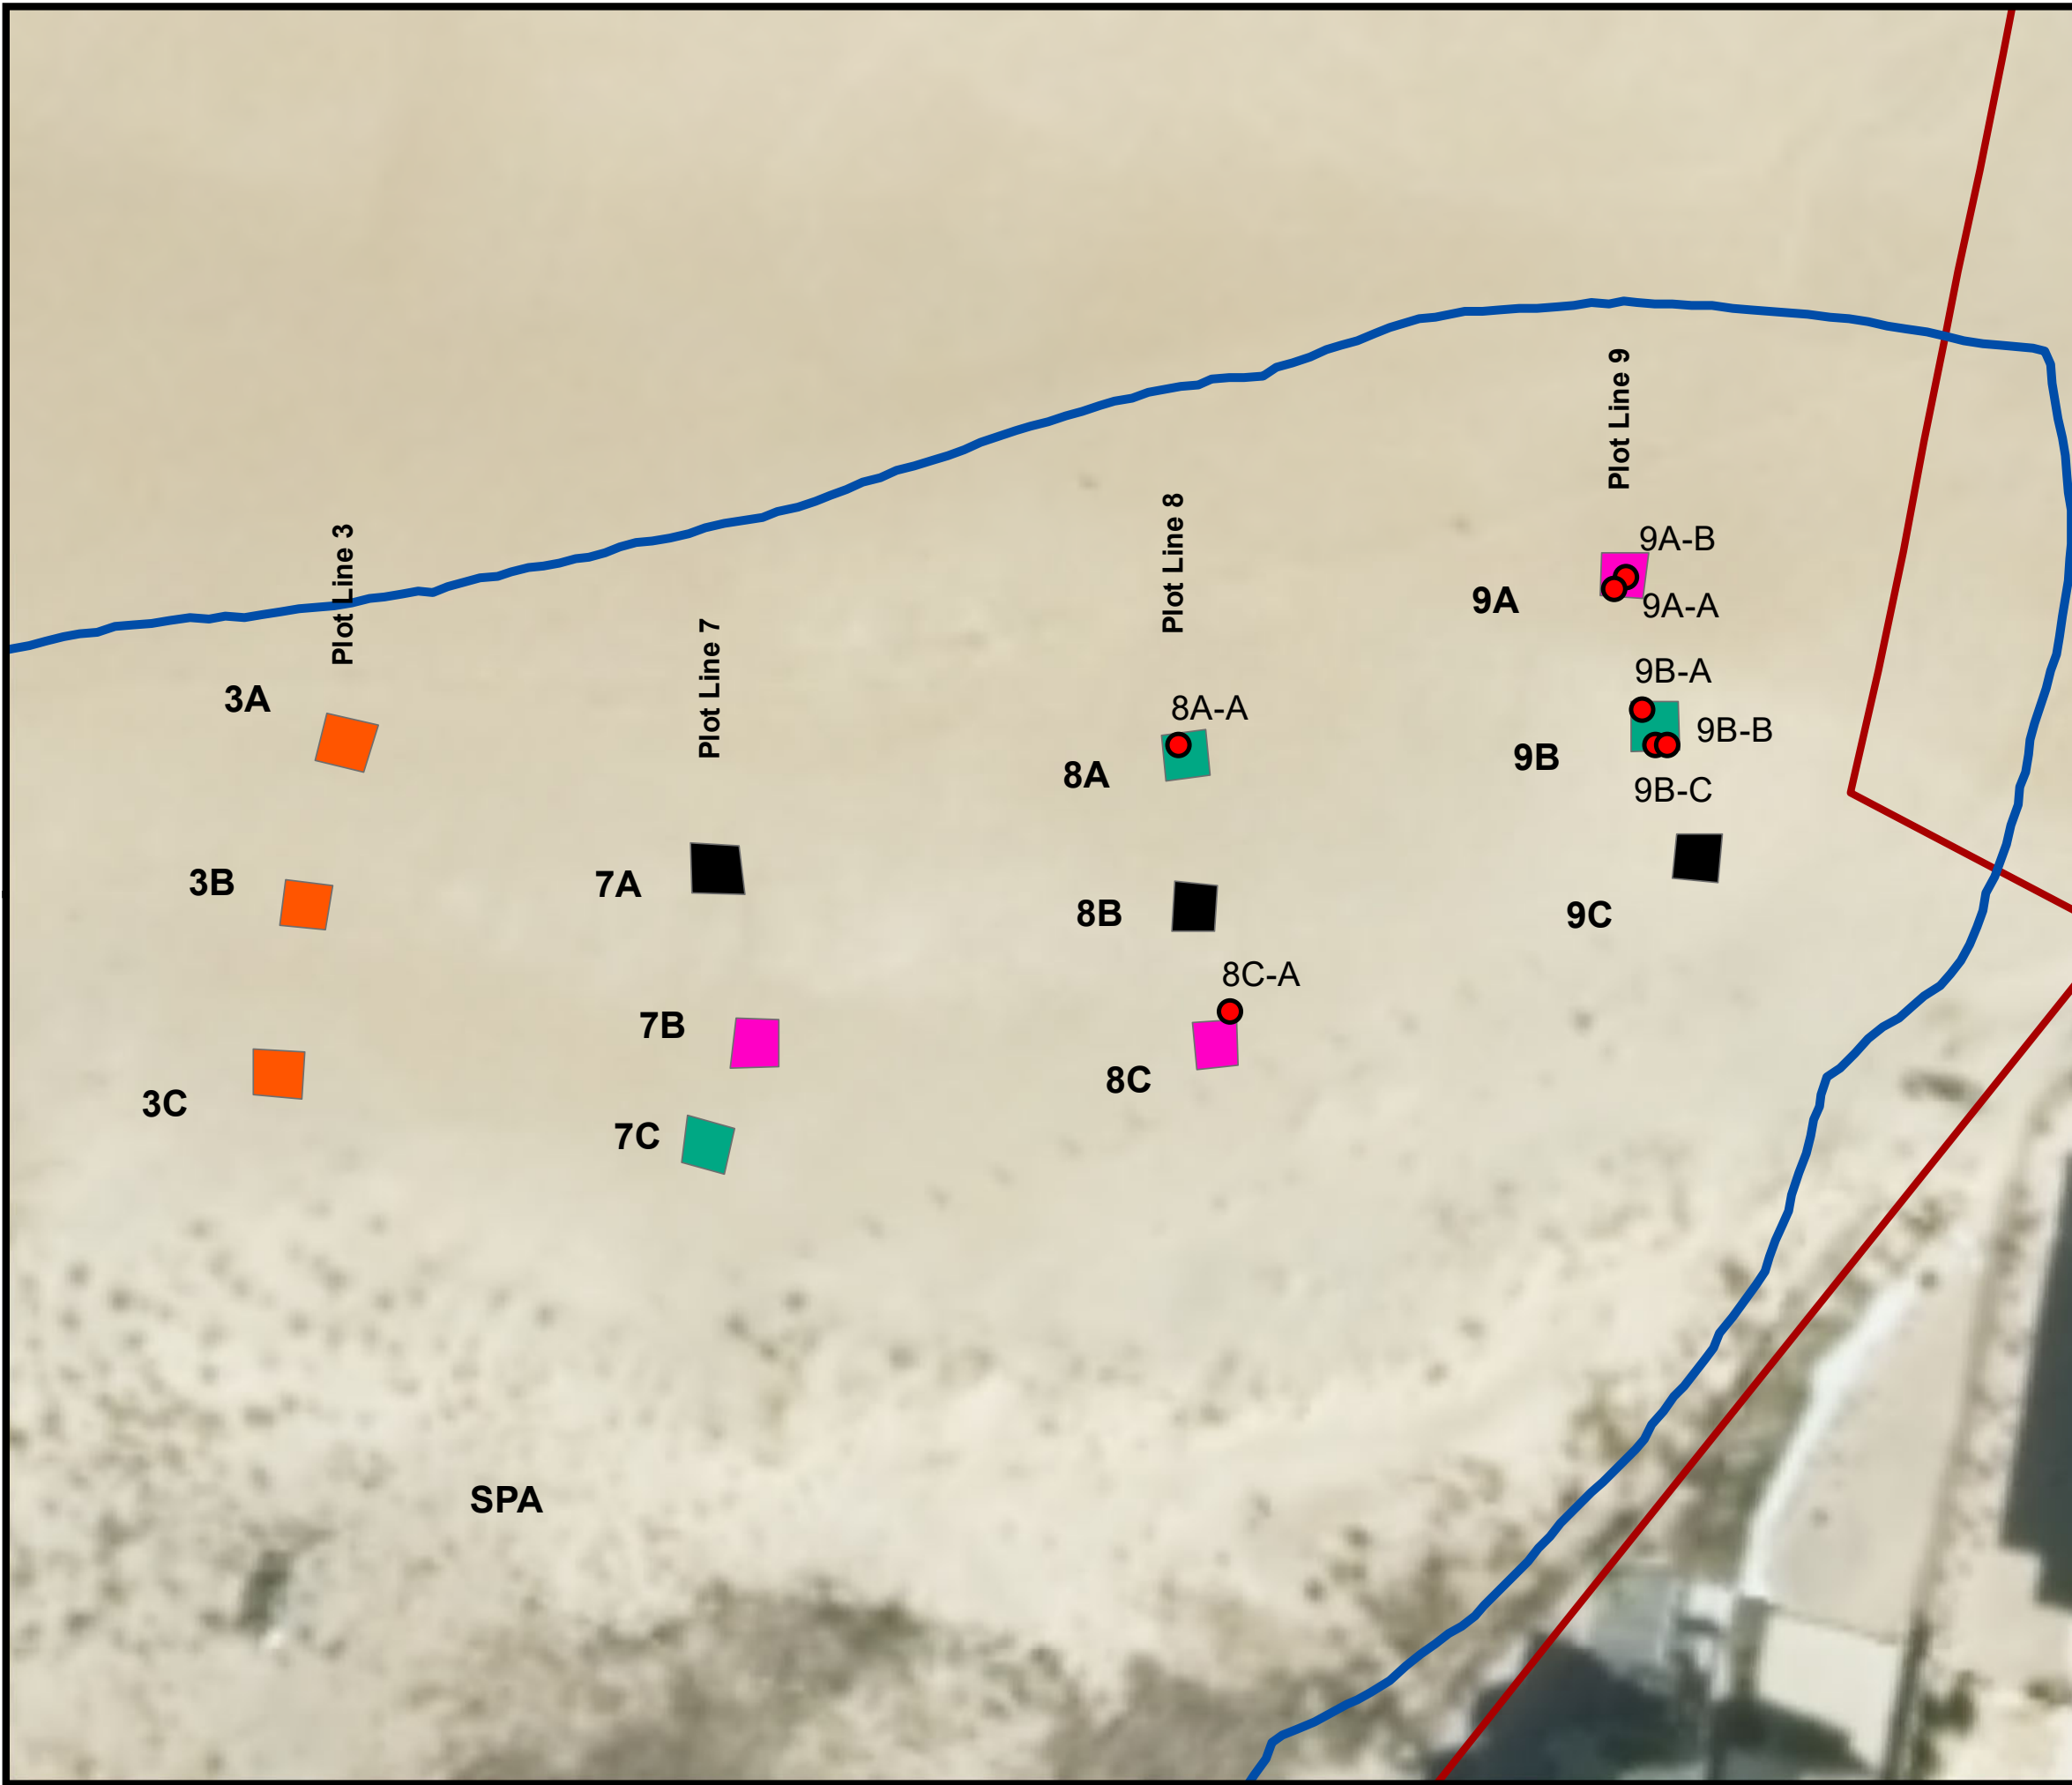 Plot Line 9
Plot Line 8
Plot Line 3
9A-B
9A
9A-A
Plot Line 7
9B-A
3A
8A-A
9B-B
9B
8A
9B-C
3B
7A
8B
9C
8C-A
7B
8C
3C
7C
SPA